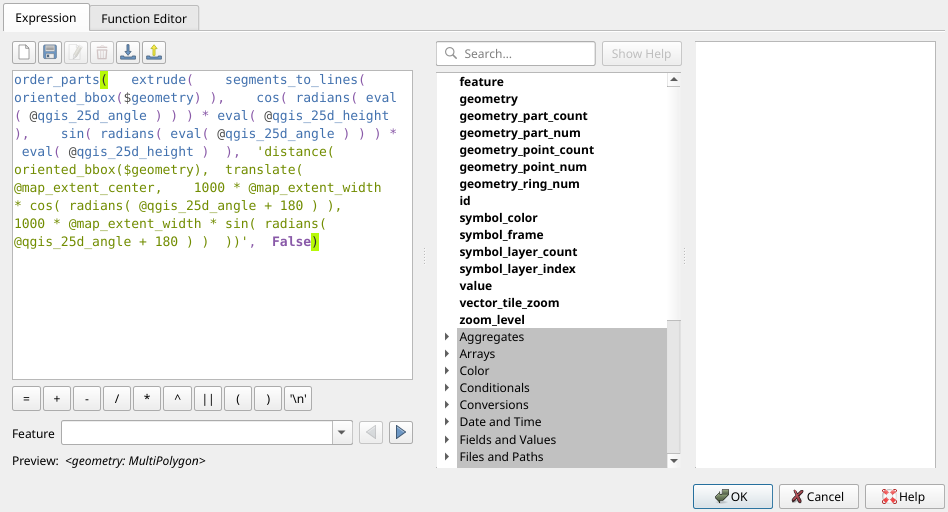 Expression
Function Editor
order_parts(   extrude(    segments_to_lines(
oriented_bbox($geometry) ),    cos( radians( eval
( @qgis_25d_angle ) ) ) * eval( @qgis_25d_height
),    sin( radians( eval( @qgis_25d_angle ) ) ) *
 eval( @qgis_25d_height )  ),  'distance(
oriented_bbox($geometry),  translate(
@map_extent_center,    1000 * @map_extent_width
* cos( radians( @qgis_25d_angle + 180 ) ),
1000 * @map_extent_width * sin( radians(
@qgis_25d_angle + 180 ) )  ))',  False)
= + - / * ^ || ( ) '\n'
Feature
Preview: <geometry: MultiPolygon>
Search...
Show Help
feature
geometry
geometry_part_count
geometry_part_num
geometry_point_count
geometry_point_num
geometry_ring_num
id
symbol_color
symbol_frame
symbol_layer_count
symbol_layer_index
value
vector_tile_zoom
zoom_level
Aggregates
Arrays
Color
Conditionals
Conversions
Date and Time
Fields and Values
Files and Paths
OK
Cancel
Help